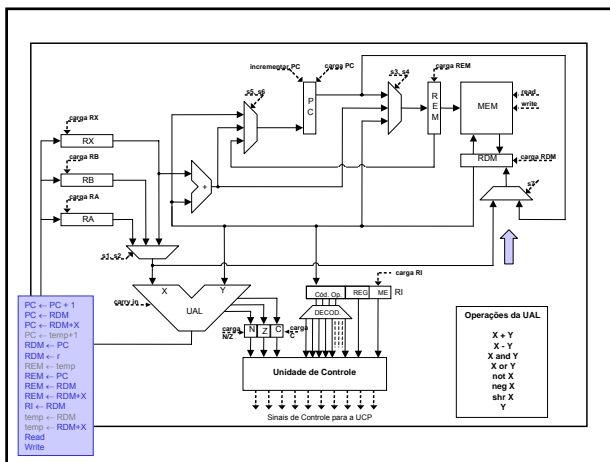 incrementar PC
carga PC
s5, s6
P
C
s3, s4
carga REM
R
E
M
MEM
read
write
RDM
carga RDM
s7
carga RX
RX
carga RB
RB
carga RA
RA
+
s1, s2
X
Y
carry in
UAL
carga RI
Cód. Op.
REG
ME
RI
DECOD.
carga
N/Z
N
Z
C
carga
C
Unidade de Controle
Sinais de Controle para a UCP
PC ← PC + 1
PC ← RDM
PC ← RDM+X
PC ← temp+1
RDM ← PC
RDM ← r
REM ← temp
REM ← PC
REM ← RDM
REM ← RDM+X
RI ← RDM
temp ← RDM
temp ← RDM+X
Read
Write
Operações da UAL
X + Y
X - Y
X and Y
X or Y
not X
neg X
shr X
Y